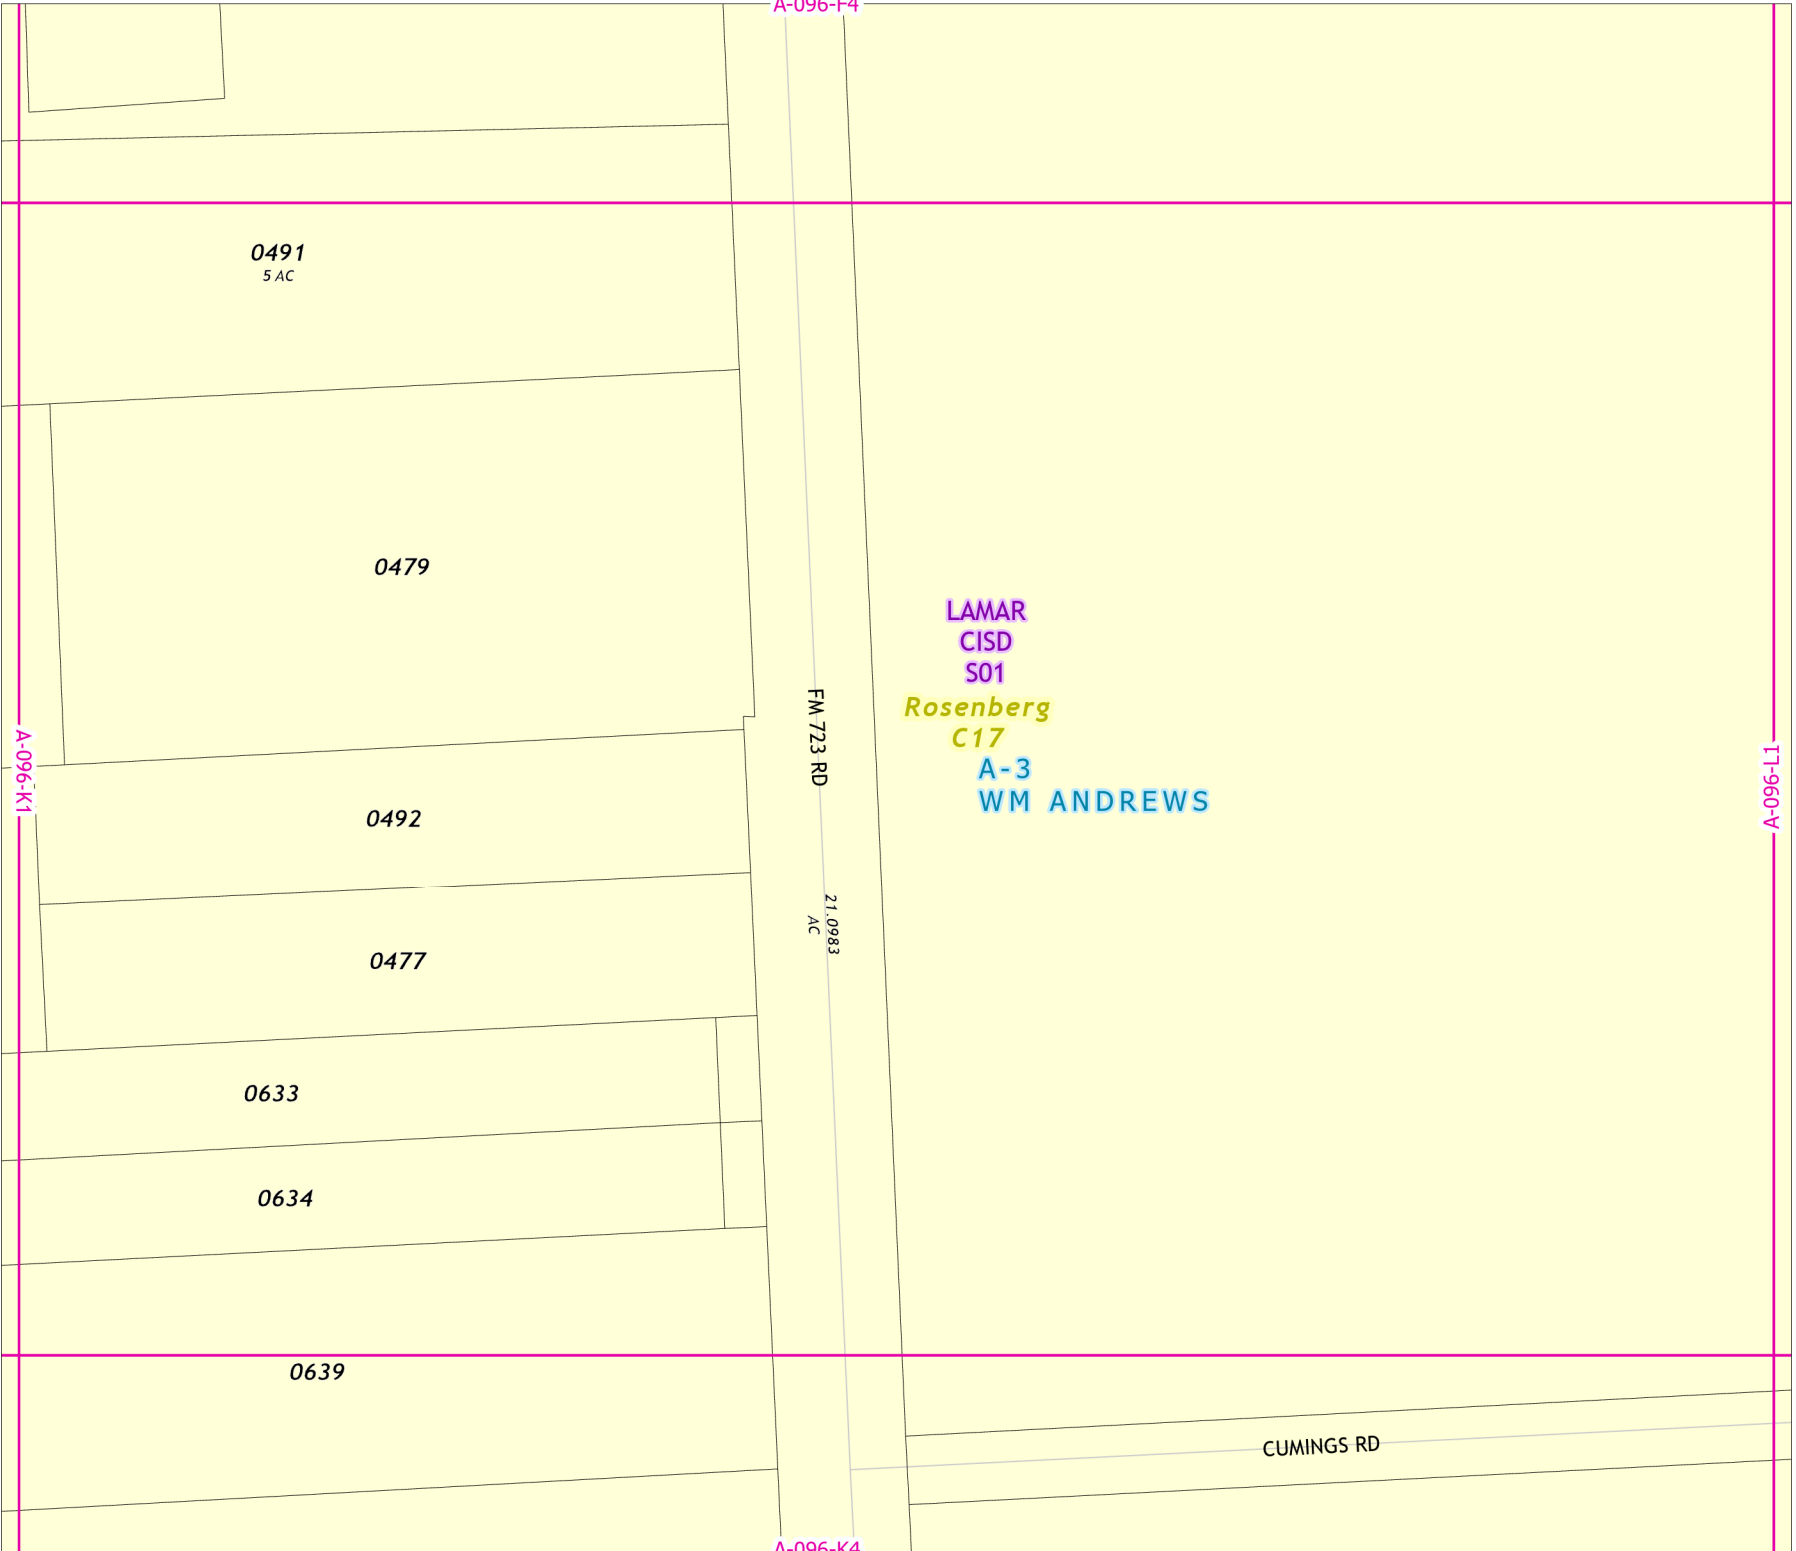 A-096-F4
0491
5 AC
0479
LAMAR
CISD
S01
Rosenberg
C17
A-3
WM ANDREWS
FM 723 RD
A-096-K1
A-096-L1
0492
21.0983
AC
0477
0633
0634
0639
CUMINGS RD
A-096-K4